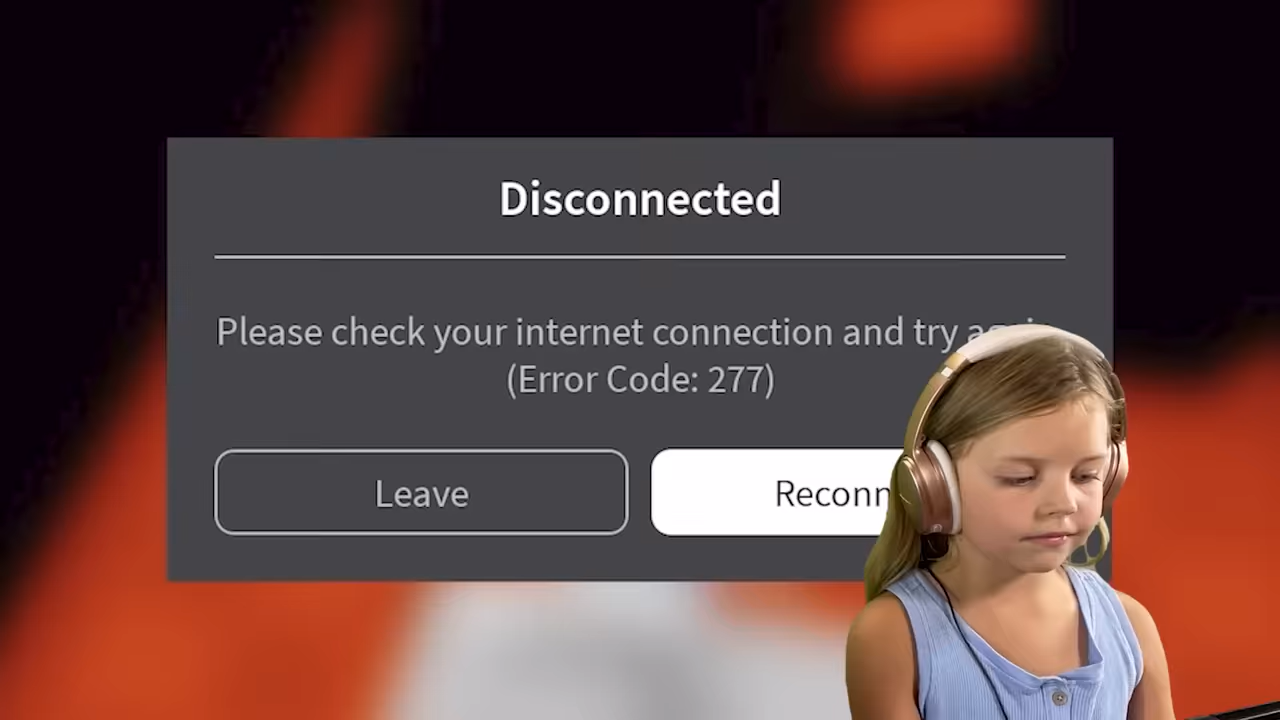 Disconnected
Please check your internet connection and try
(Error Code: 277)
Leave
Reconn